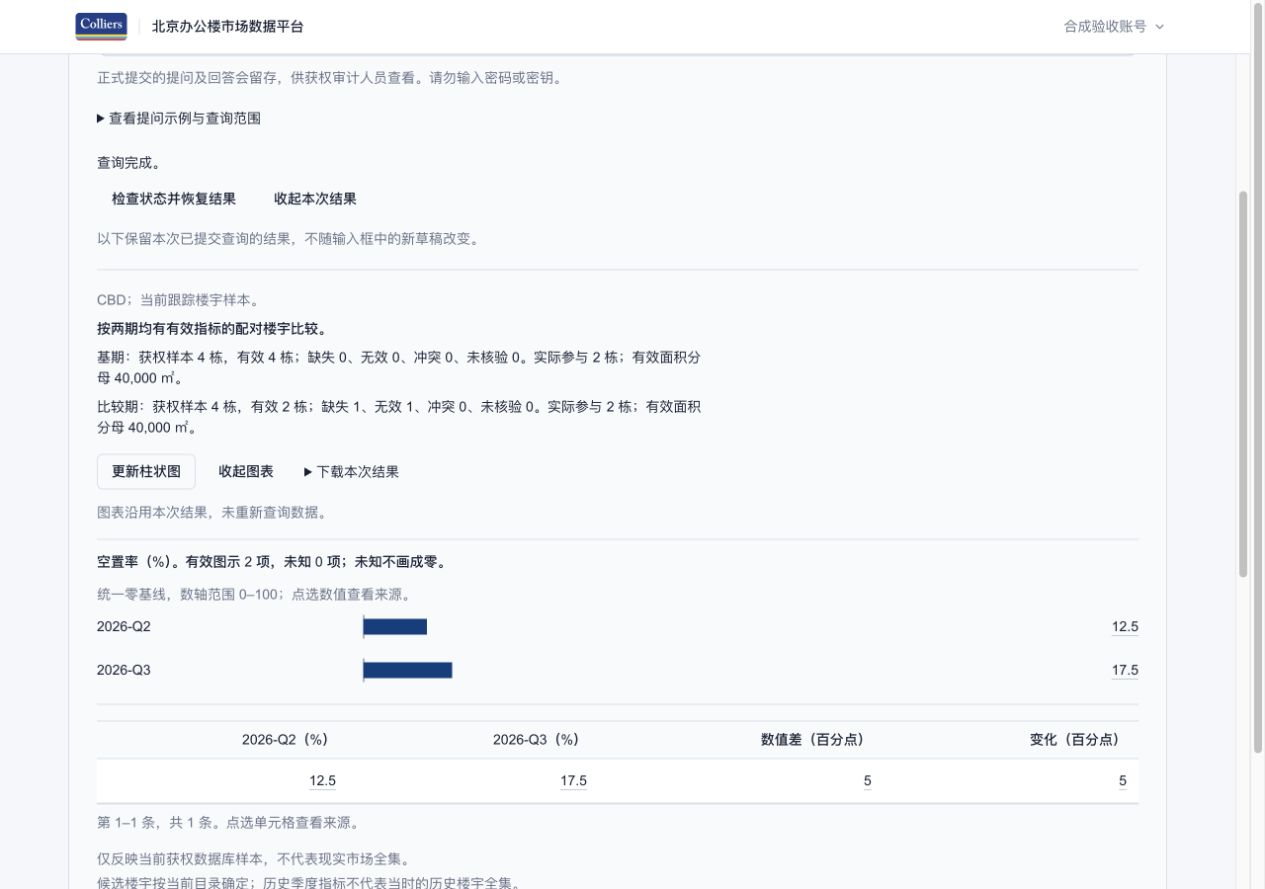 Colliers 北京办公楼市场数据平台 合成验收账号
正式提交的提问及回答会留存，供获权审计人员查看。请勿输入密码或密钥。
▶ 查看提问示例与查询范围
查询完成。
检查状态并恢复结果 收起本次结果
以下保留本次已提交查询的结果，不随输入框中的新草稿改变。
CBD；当前跟踪楼宇样本。
按两期均有有效指标的配对楼宇比较。
基期：获权样本 4 栋，有效 4 栋；缺失 0、无效 0、冲突 0、未核验 0。实际参与 2 栋；有效面积分
母 40,000 ㎡。
比较期：获权样本 4 栋，有效 2 栋；缺失 1、无效 1、冲突 0、未核验 0。实际参与 2 栋；有效面积
分母 40,000 ㎡。
更新柱状图 收起图表 ▶ 下载本次结果
图表沿用本次结果，未重新查询数据。
空置率（%）。有效图示 2 项，未知 0 项；未知不画成零。
统一零基线，数轴范围 0–100；点选数值查看来源。
2026-Q2 12.5
2026-Q3 17.5
2026-Q2（%） 2026-Q3（%） 数值差（百分点） 变化（百分点）
12.5 17.5 5 5
第 1–1 条，共 1 条。点选单元格查看来源。
仅反映当前获权数据库样本，不代表现实市场全集。
候选楼宇按当前目录确定；历史季度指标不代表当时的历史楼宇全集。